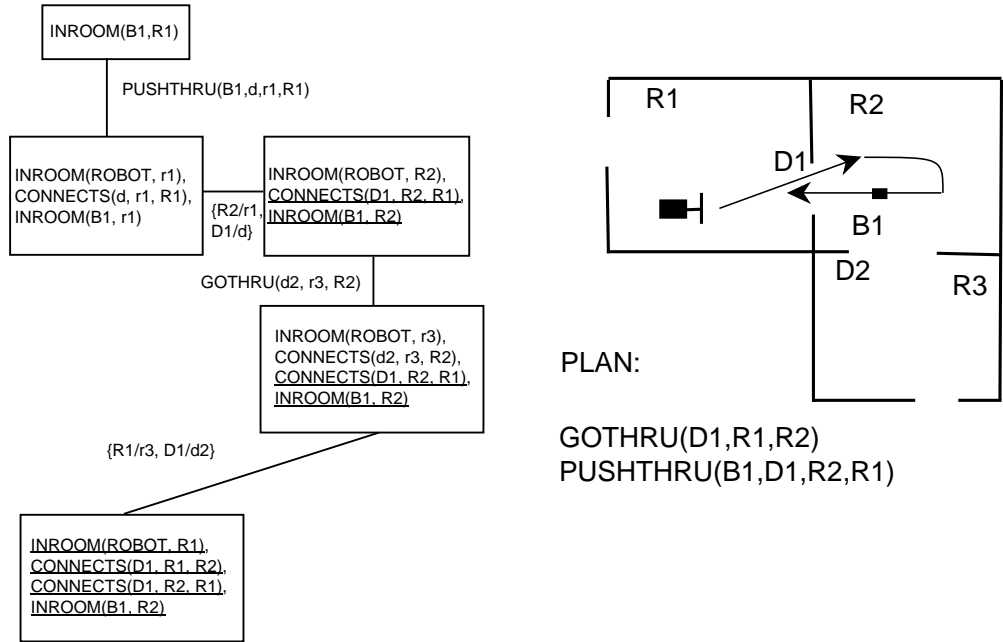 INROOM(B1,R1)
PUSHTHRU(B1,d,r1,R1)
INROOM(ROBOT, r1),
CONNECTS(d, r1, R1),
INROOM(B1, r1)
{R2/r1,
D1/d}
INROOM(ROBOT, R2),
CONNECTS(D1, R2, R1),
INROOM(B1, R2)
GOTHRU(d2, r3, R2)
INROOM(ROBOT, r3),
CONNECTS(d2, r3, R2),
CONNECTS(D1, R2, R1),
INROOM(B1, R2)
{R1/r3, D1/d2}
INROOM(ROBOT, R1),
CONNECTS(D1, R1, R2),
CONNECTS(D1, R2, R1),
INROOM(B1, R2)
R1
R2
D1
B1
D2
R3
PLAN:
GOTHRU(D1,R1,R2)
PUSHTHRU(B1,D1,R2,R1)